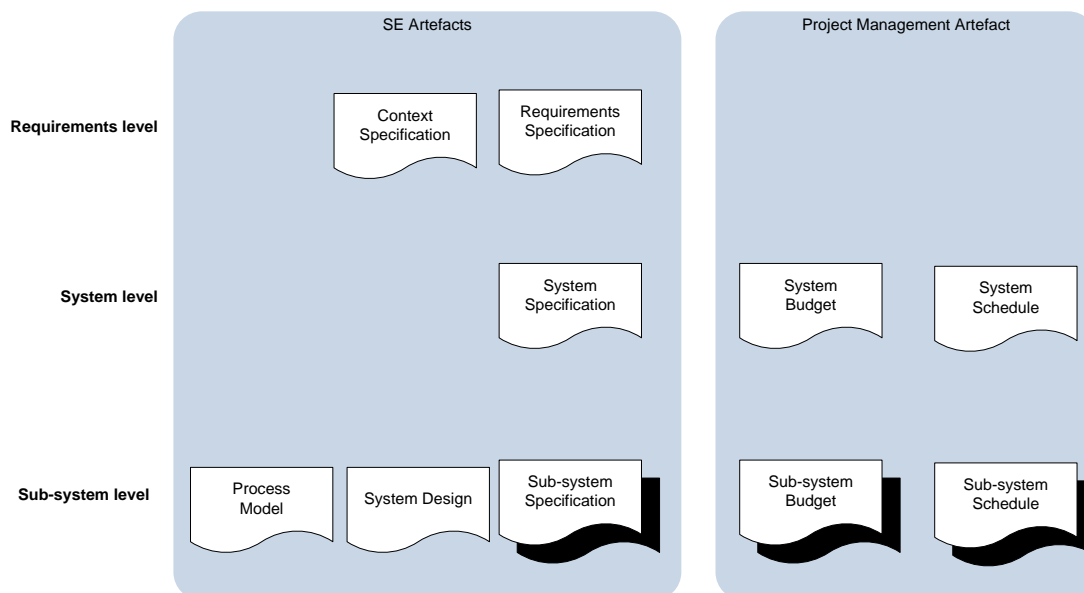 SE Artefacts
Project Management Artefact
Requirements level
Context
Specification
Requirements
Specification
System level
System
Specification
System
Budget
System
Schedule
Sub-system level
Process
Model
System Design
Sub-system
Specification
Sub-system
Budget
Sub-system
Schedule